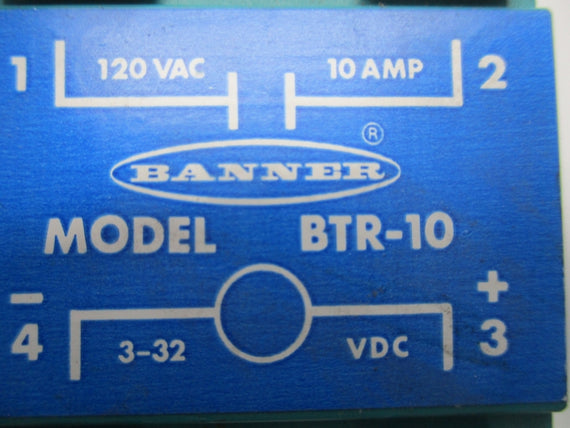 1 120 VAC 10 AMP 2
®
BANNER
MODEL BTR-10
- +
4 3-32 VDC 3